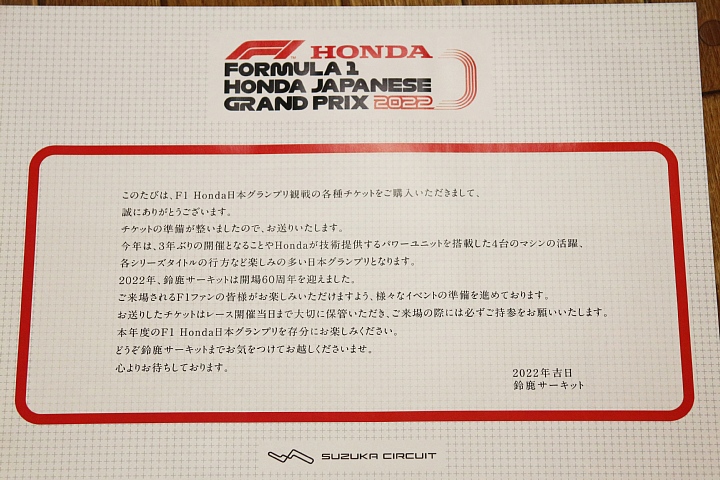 F1 HONDA
FORMULA 1
HONDA JAPANESE
GRAND PRIX 2022
このたびは、F1 Honda日本グランプリ観戦の各種チケットをご購入いただきまして、
誠にありがとうございます。
チケットの準備が整いましたので、お送りいたします。
今年は、3年ぶりの開催となることやHondaが技術提供するパワーユニットを搭載した4台のマシンの活躍、
各シリーズタイトルの行方など楽しみの多い日本グランプリとなります。
2022年、鈴鹿サーキットは開場60周年を迎えました。
ご来場されるF1ファンの皆様がお楽しみいただけますよう、様々なイベントの準備を進めております。
お送りしたチケットはレース開催当日まで大切に保管いただき、ご来場の際には必ずご持参をお願いいたします。
本年度のF1 Honda日本グランプリを存分にお楽しみください。
どうぞ鈴鹿サーキットまでお気をつけてお越しくださいませ。
心よりお待ちしております。
2022年吉日
鈴鹿サーキット
SUZUKA CIRCUIT